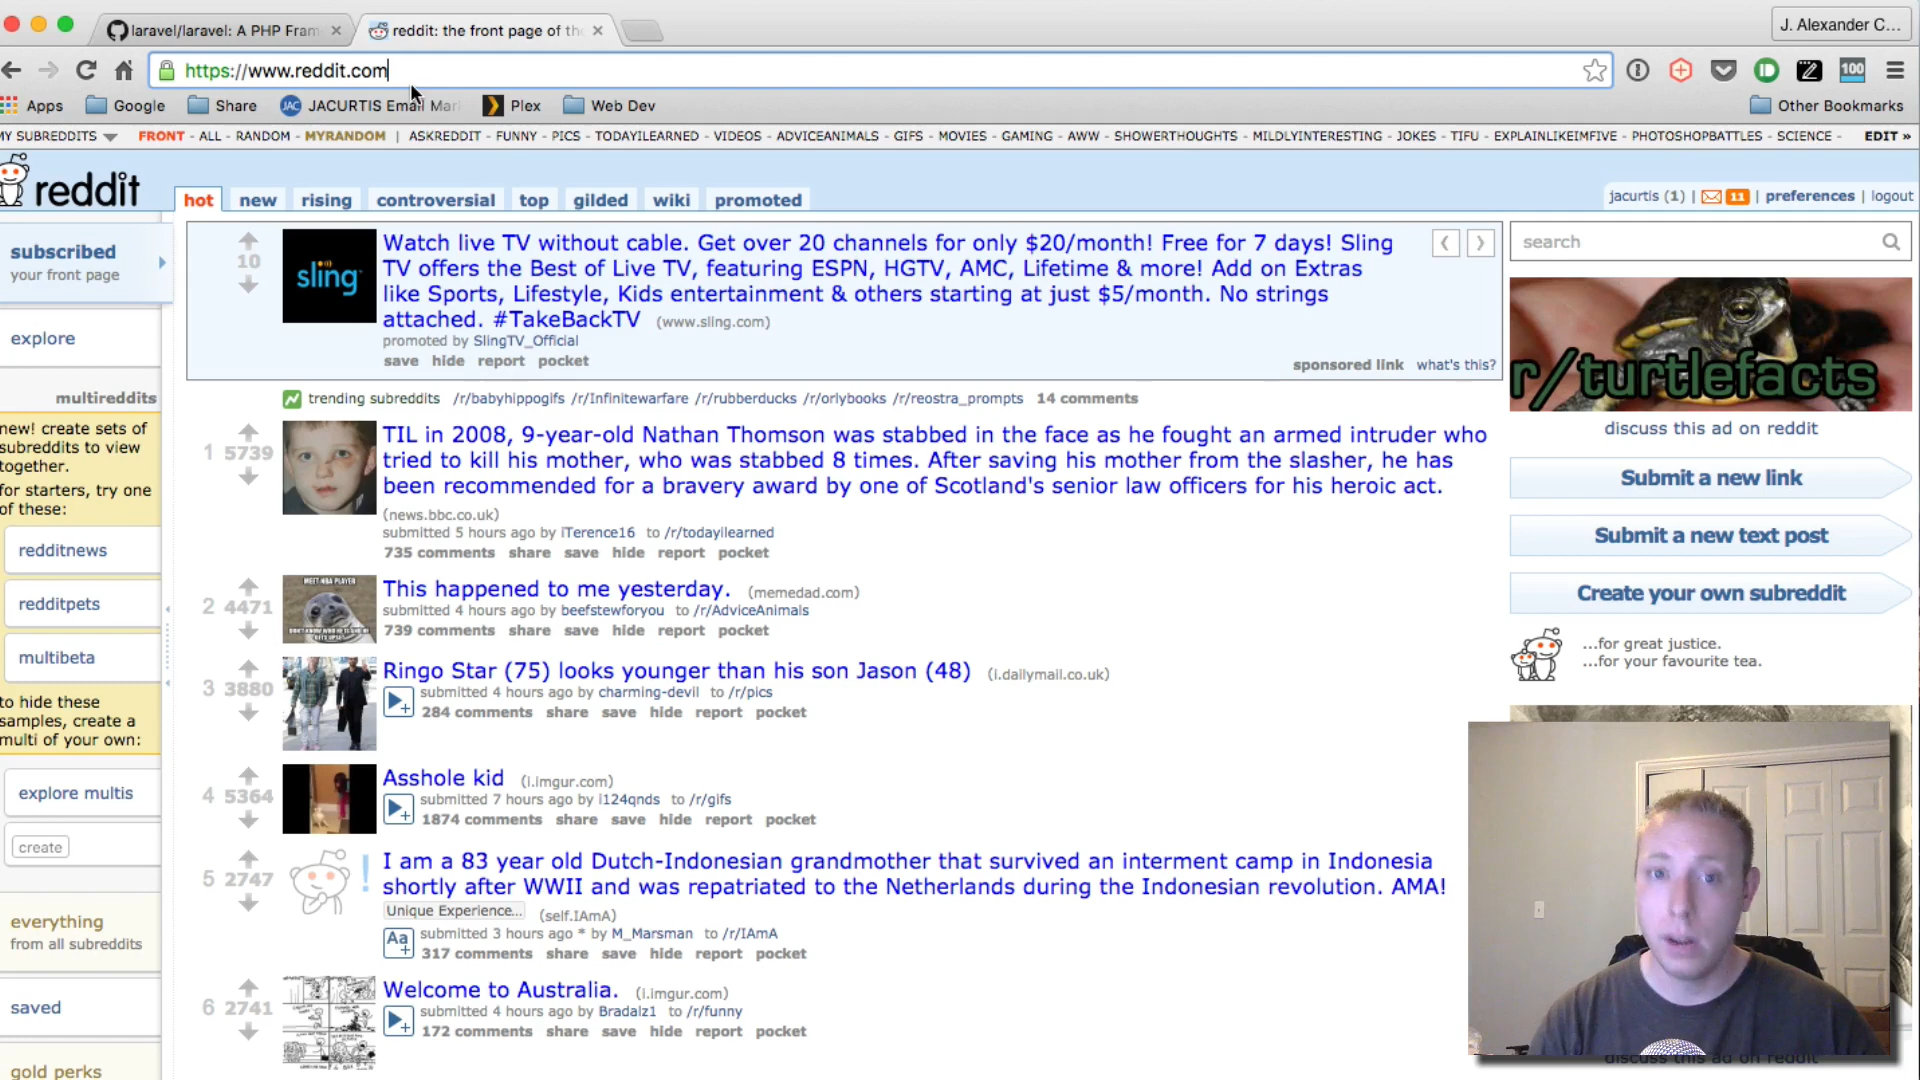 laravel/laravel: A PHP Fram
reddit: the front page of the
J. Alexander C...
https://www.reddit.com
100
Apps
Google
Share
JAC
JACURTIS Email Mar
Plex
Web Dev
Other Bookmarks
MY SUBREDDITS
FRONT - ALL - RANDOM - MYRANDOM | ASKREDDIT - FUNNY - PICS - TODAYILEARNED - VIDEOS - ADVICEANIMALS - GIFS - MOVIES - GAMING - AWW - SHOWERTHOUGHTS - MILDLYINTERESTING - JOKES - TIFU - EXPLAINLIKEIMFIVE - PHOTOSHOPBATTLES - SCIENCE - EDIT »
reddit
hot new rising controversial top gilded wiki promoted
jacurtis (1) | 11 | preferences | logout
subscribed
your front page
explore
multireddits
new! create sets of
subreddits to view
together.
for starters, try one
of these:
redditnews
redditpets
multibeta
to hide these
samples, create a
multi of your own:
explore multis
create
everything
from all subreddits
saved
gold perks
10
sling
Watch live TV without cable. Get over 20 channels for only $20/month! Free for 7 days! Sling
TV offers the Best of Live TV, featuring ESPN, HGTV, AMC, Lifetime & more! Add on Extras
like Sports, Lifestyle, Kids entertainment & others starting at just $5/month. No strings
attached. #TakeBackTV (www.sling.com)
promoted by SlingTV_Official
save hide report pocket
sponsored link what's this?
trending subreddits /r/babyhippogifs /r/Infinitewarfare /r/rubberducks /r/orlybooks /r/reostra_prompts 14 comments
1 5739
TIL in 2008, 9-year-old Nathan Thomson was stabbed in the face as he fought an armed intruder who
tried to kill his mother, who was stabbed 8 times. After saving his mother from the slasher, he has
been recommended for a bravery award by one of Scotland's senior law officers for his heroic act.
(news.bbc.co.uk)
submitted 5 hours ago by iTerence16 to /r/todayilearned
735 comments share save hide report pocket
2 4471
MEET NBA PLAYER
This happened to me yesterday. (memedad.com)
submitted 4 hours ago by beefstewforyou to /r/AdviceAnimals
739 comments share save hide report pocket
3 3880
Ringo Star (75) looks younger than his son Jason (48) (i.dailymail.co.uk)
submitted 4 hours ago by charming-devil to /r/pics
284 comments share save hide report pocket
4 5364
Asshole kid (i.imgur.com)
submitted 7 hours ago by l124qnds to /r/gifs
1874 comments share save hide report pocket
5 2747
I am a 83 year old Dutch-Indonesian grandmother that survived an interment camp in Indonesia
shortly after WWII and was repatriated to the Netherlands during the Indonesian revolution. AMA!
Unique Experience... (self.IAmA)
Aa
submitted 3 hours ago * by M_Marsman to /r/IAmA
317 comments share save hide report pocket
6 2741
Welcome to Australia. (i.imgur.com)
submitted 4 hours ago by Bradalz1 to /r/funny
172 comments share save hide report pocket
search
r/turtlefacts
discuss this ad on reddit
Submit a new link
Submit a new text post
Create your own subreddit
...for great justice.
...for your favourite tea.
discuss this ad on reddit